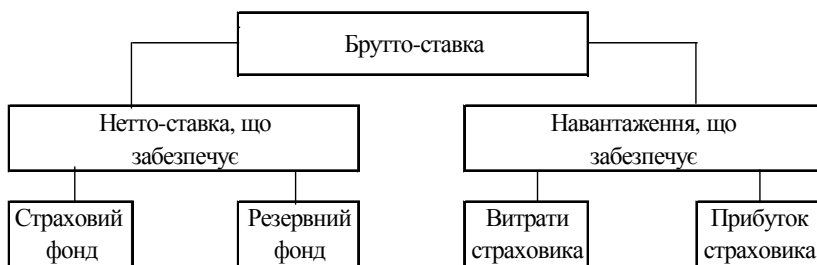 Брутто-ставка
Нетто-ставка, що
забезпечує
Навантаження, що
забезпечує
Страховий
фонд
Резервний
фонд
Витрати
страховика
Прибуток
страховика